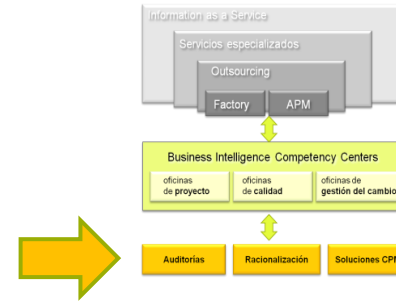 Information as a Service
Servicios especializados
Outsourcing
Factory
APM
Business Intelligence Competency Centers
oficinas
de proyecto
oficinas
de calidad
oficinas de
gestión del cambio
Auditorías
Racionalización
Soluciones CPM